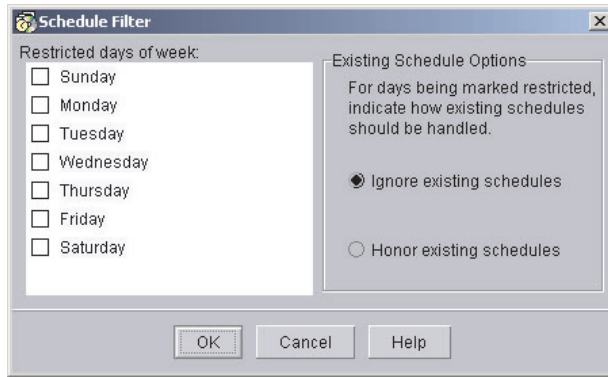 Schedule Filter
Restricted days of week:
Sunday
Monday
Tuesday
Wednesday
Thursday
Friday
Saturday
Existing Schedule Options
For days being marked restricted,
indicate how existing schedules
should be handled.
Ignore existing schedules
Honor existing schedules
OK
Cancel
Help